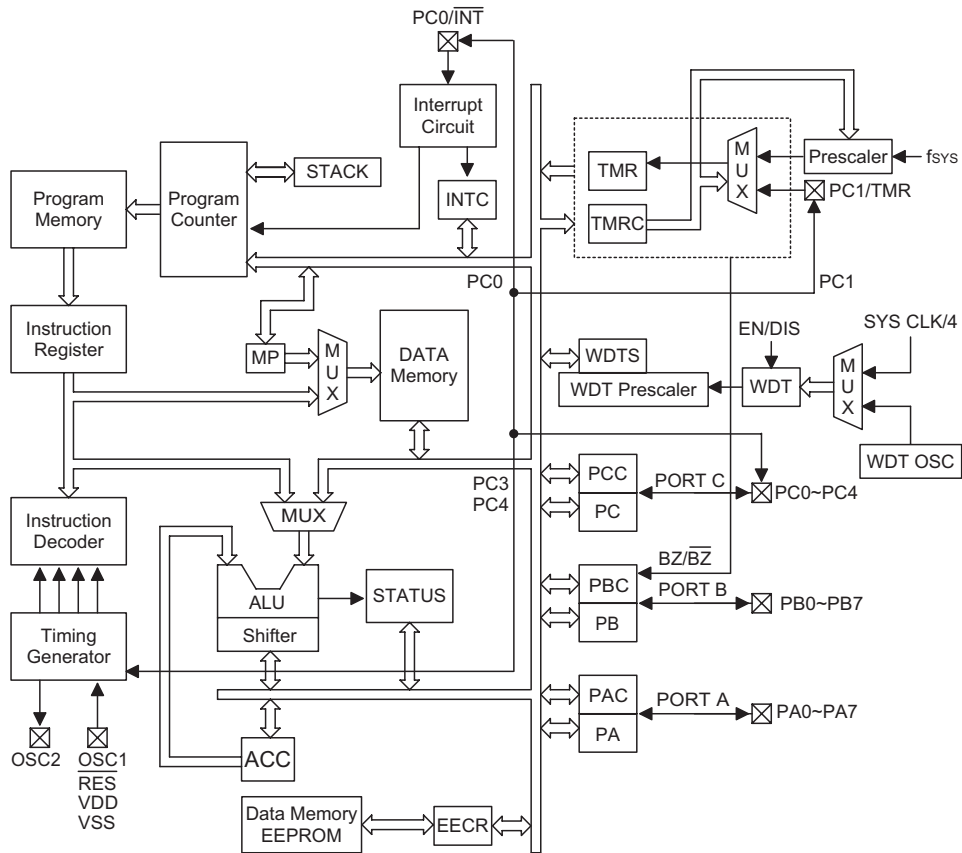 PC0/INT
Interrupt
Circuit
STACK
Program
Memory
Program
Counter
INTC
TMR
TMRC
M
U
X
Prescaler
fSYS
PC1/TMR
PC0
PC1
Instruction
Register
MP
M
U
X
DATA
Memory
WDTS
WDT Prescaler
EN/DIS
WDT
M
U
X
SYS CLK/4
WDT OSC
PC3
PC4
PCC
PC
PORT C
PC0~PC4
Instruction
Decoder
MUX
ALU
Shifter
STATUS
BZ/BZ
PBC
PB
PORT B
PB0~PB7
Timing
Generator
PAC
PA
PORT A
PA0~PA7
OSC2
OSC1
RES
VDD
VSS
ACC
Data Memory
EEPROM
EECR